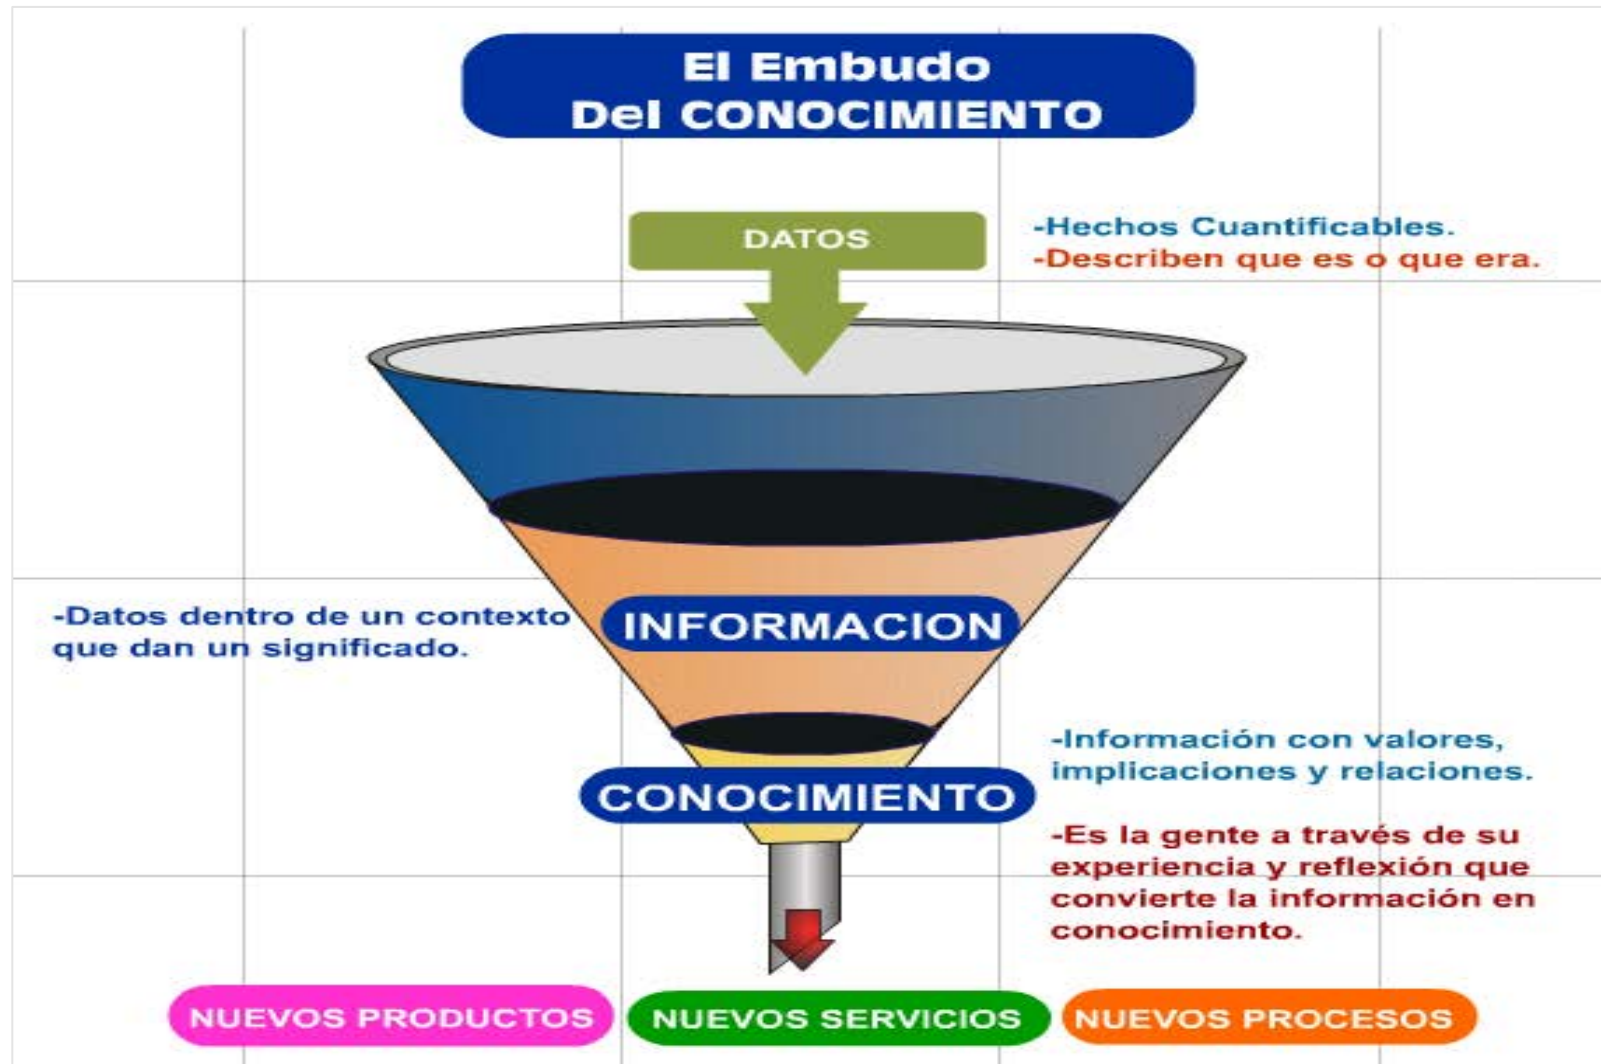 El Embudo
Del CONOCIMIENTO
DATOS
-Hechos Cuantificables.
-Describen que es o que era.
-Datos dentro de un contexto
que dan un significado.
INFORMACION
CONOCIMIENTO
-Información con valores,
implicaciones y relaciones.
-Es la gente a través de su
experiencia y reflexión que
convierte la información en
conocimiento.
NUEVOS PRODUCTOS
NUEVOS SERVICIOS
NUEVOS PROCESOS